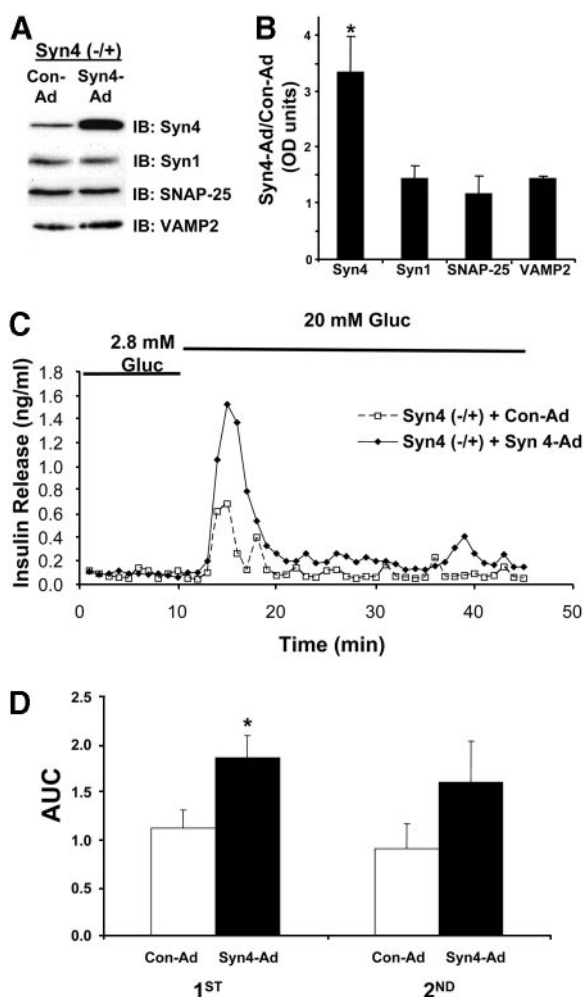 A
Syn4 (-/+)
Con-Ad Syn4-Ad
IB: Syn4
IB: Syn1
IB: SNAP-25
IB: VAMP2
B
Syn4-Ad/Con-Ad
(OD units)
*
4
3
2
1
0
Syn4 Syn1 SNAP-25 VAMP2
C
20 mM Gluc
2.8 mM
Gluc
Insulin Release (ng/ml)
1.8
1.6
1.4
1.2
1.0
0.8
0.6
0.4
0.2
0.0
Syn4 (-/+) + Con-Ad
Syn4 (-/+) + Syn 4-Ad
0 10 20 30 40 50
Time (min)
D
AUC
2.5
2.0
1.5
1.0
0.5
0.0
*
Con-Ad Syn4-Ad Con-Ad Syn4-Ad
1ST 2ND